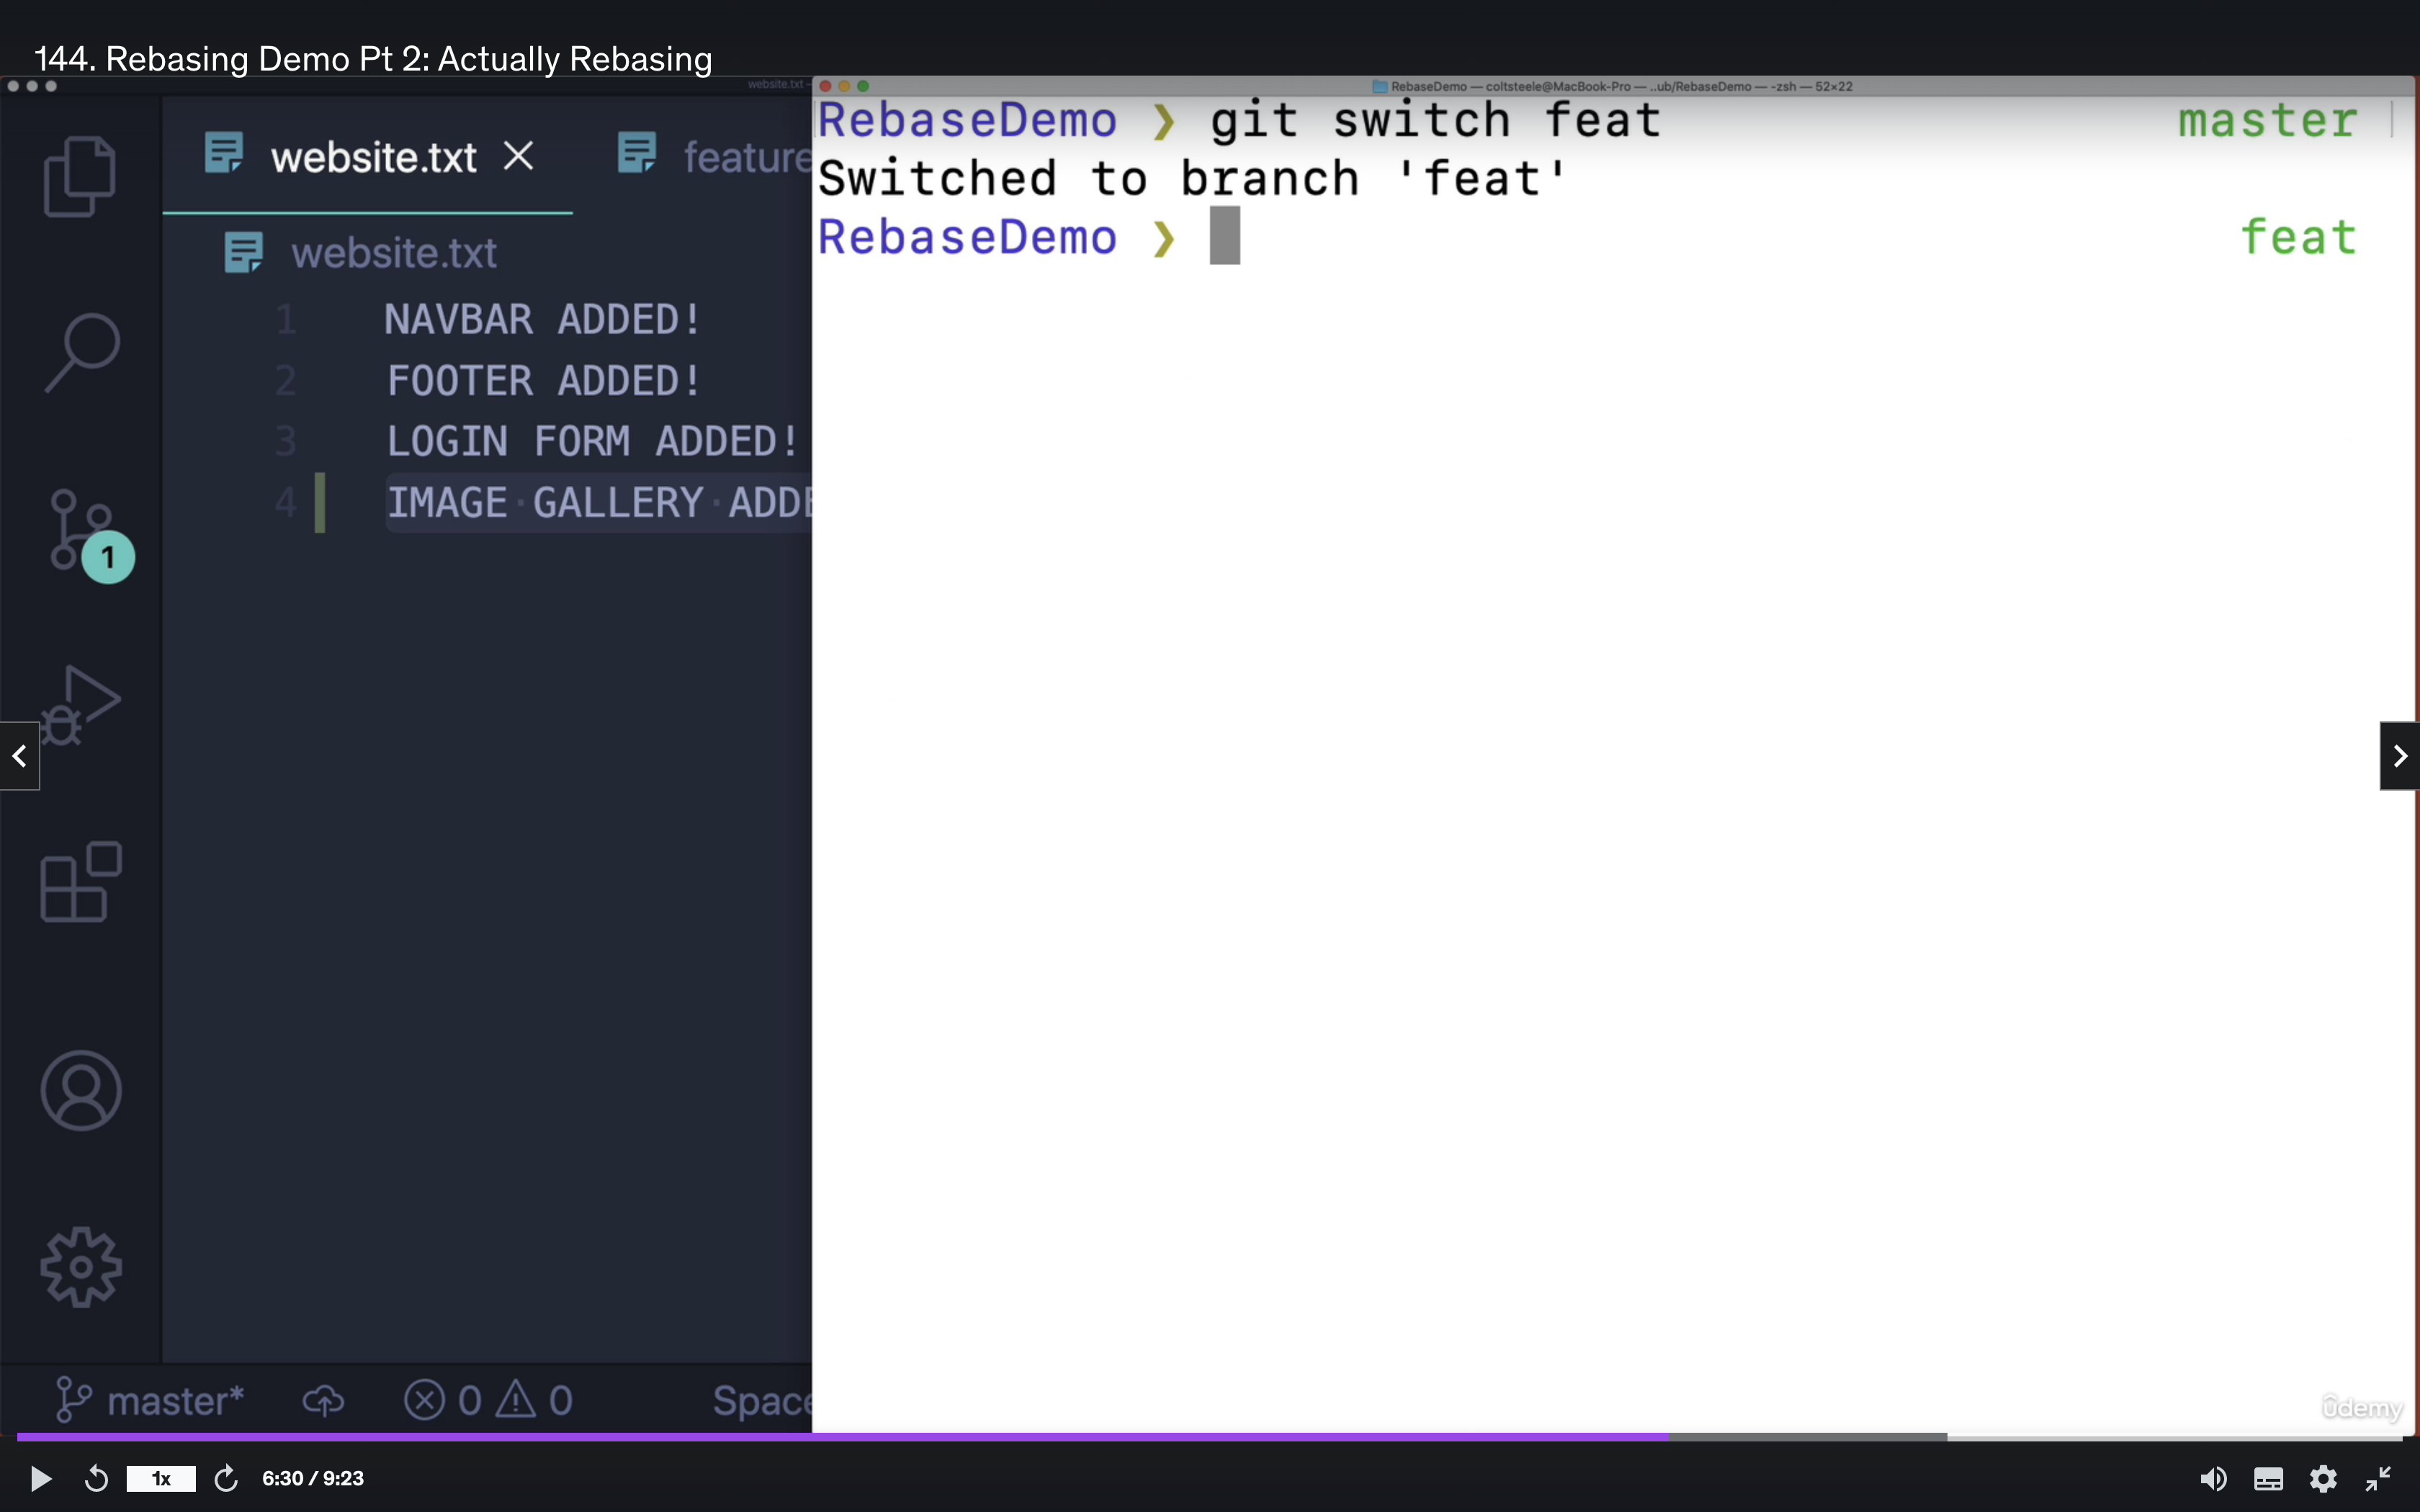 144. Rebasing Demo Pt 2: Actually Rebasing
website.txt —
RebaseDemo — coltsteele@MacBook-Pro — ..ub/RebaseDemo — -zsh — 52×22
website.txt
feature
website.txt
1 NAVBAR ADDED!
2 FOOTER ADDED!
3 LOGIN FORM ADDED!
4 IMAGE·GALLERY·ADDE
RebaseDemo ❯ git switch feat master
Switched to branch 'feat'
RebaseDemo ❯ feat
1
master* 0 0 Space
udemy
1x 6:30 / 9:23